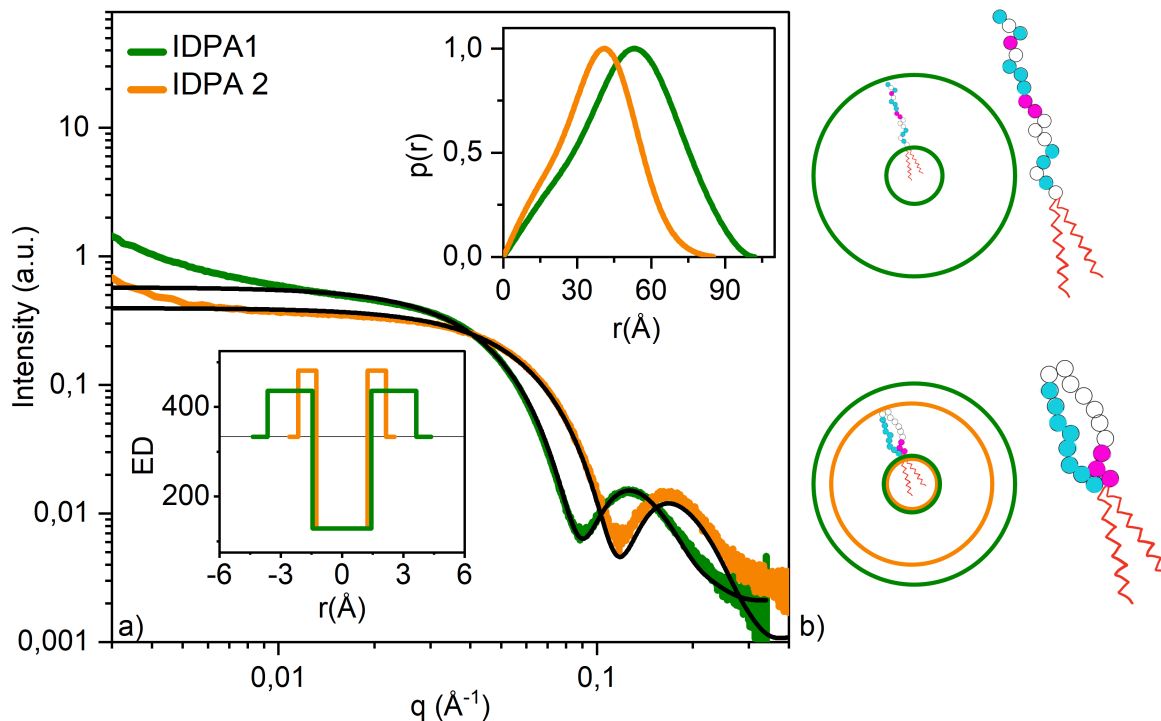 IDPA1
IDPA 2
Intensity (a.u.)
10
1
0,1
0,01
0,001
0,01
0,1
q (Å⁻¹)
a)
p(r)
1,0
0,5
0,0
0
30
60
90
r(Å)
ED
400
200
-6
-3
0
3
6
r(Å)
b)